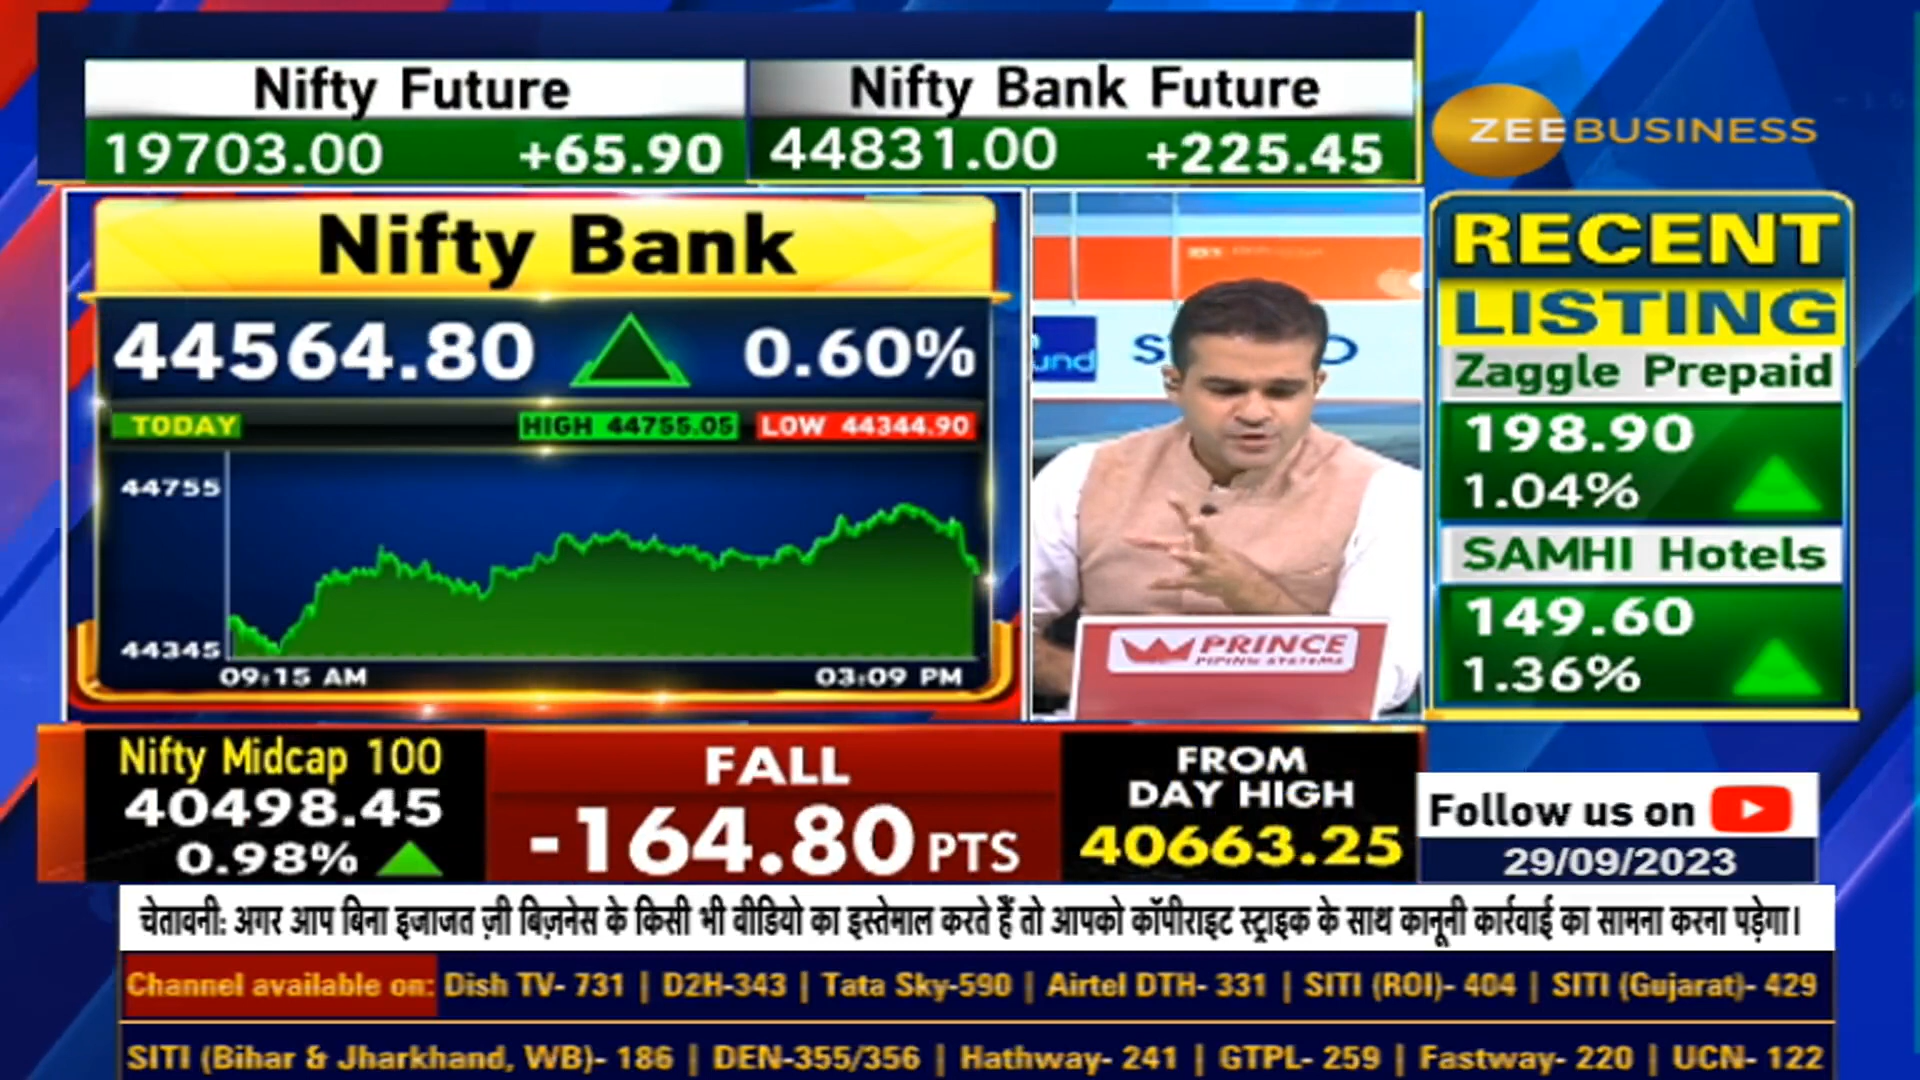 Nifty Future
19703.00 +65.90
Nifty Bank Future
44831.00 +225.45
ZEEBUSINESS
Nifty Bank
44564.80 0.60%
TODAY HIGH 44755.05 LOW 44344.90
44755
44345
09:15 AM 03:09 PM
PRINCE
PIPING SYSTEMS
RECENT
LISTING
Zaggle Prepaid
198.90
1.04%
SAMHI Hotels
149.60
1.36%
Nifty Midcap 100
40498.45
0.98%
FALL
-164.80 PTS
FROM
DAY HIGH
40663.25
Follow us on
29/09/2023
चेतावनी: अगर आप बिना इजाजत ज़ी बिज़नेस के किसी भी वीडियो का इस्तेमाल करते हैं तो आपको कॉपीराइट स्ट्राइक के साथ कानूनी कार्रवाई का सामना करना पड़ेगा।
Channel available on: Dish TV- 731 | D2H-343 | Tata Sky-590 | Airtel DTH- 331 | SITI (ROI)- 404 | SITI (Gujarat)- 429
SITI (Bihar & Jharkhand, WB)- 186 | DEN-355/356 | Hathway- 241 | GTPL- 259 | Fastway- 220 | UCN- 122